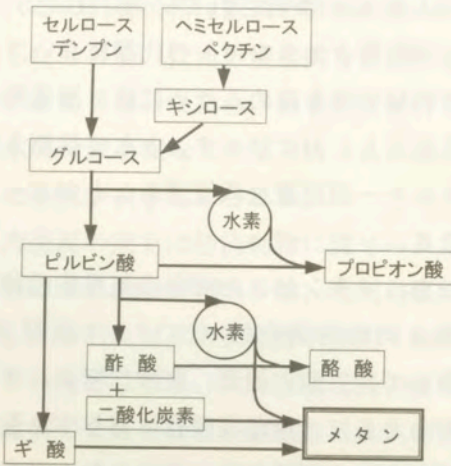 セルロース
デンプン
ヘミセルロース
ペクチン
キシロース
グルコース
水素
ピルビン酸
プロピオン酸
水素
酢酸
酪酸
+
二酸化炭素
メタン
ギ酸